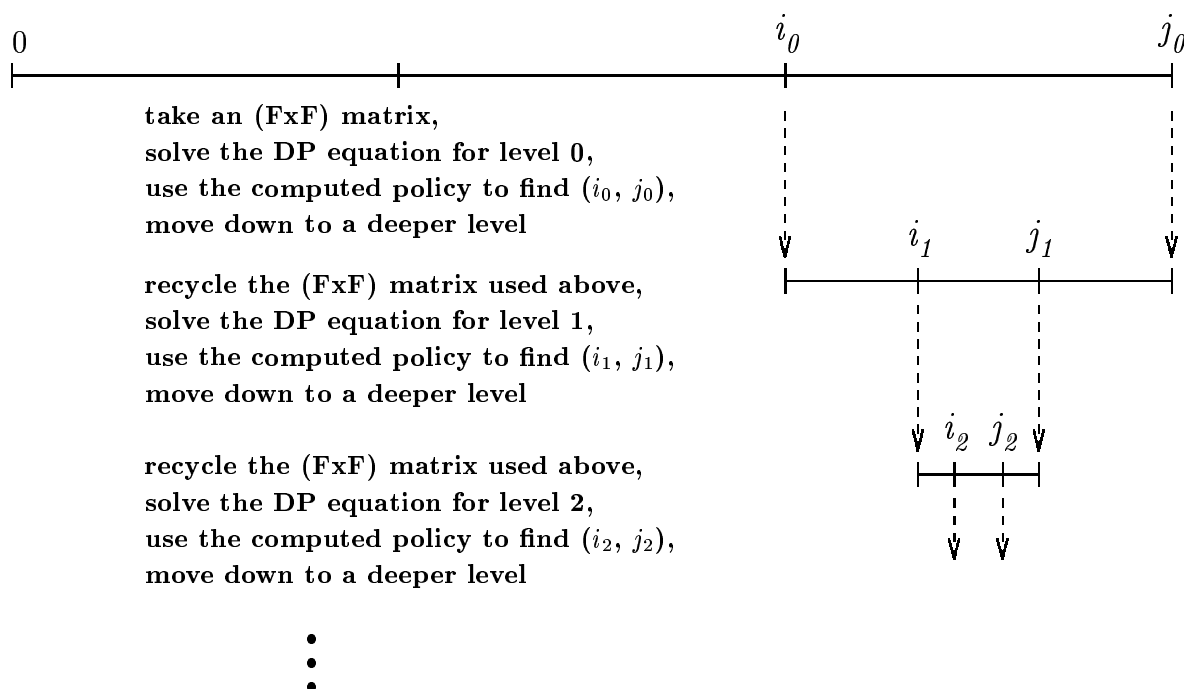 0 i₀ j₀
take an (FxF) matrix,
solve the DP equation for level 0,
use the computed policy to find (i₀, j₀),
move down to a deeper level
i₁ j₁
recycle the (FxF) matrix used above,
solve the DP equation for level 1,
use the computed policy to find (i₁, j₁),
move down to a deeper level
i₂ j₂
recycle the (FxF) matrix used above,
solve the DP equation for level 2,
use the computed policy to find (i₂, j₂),
move down to a deeper level